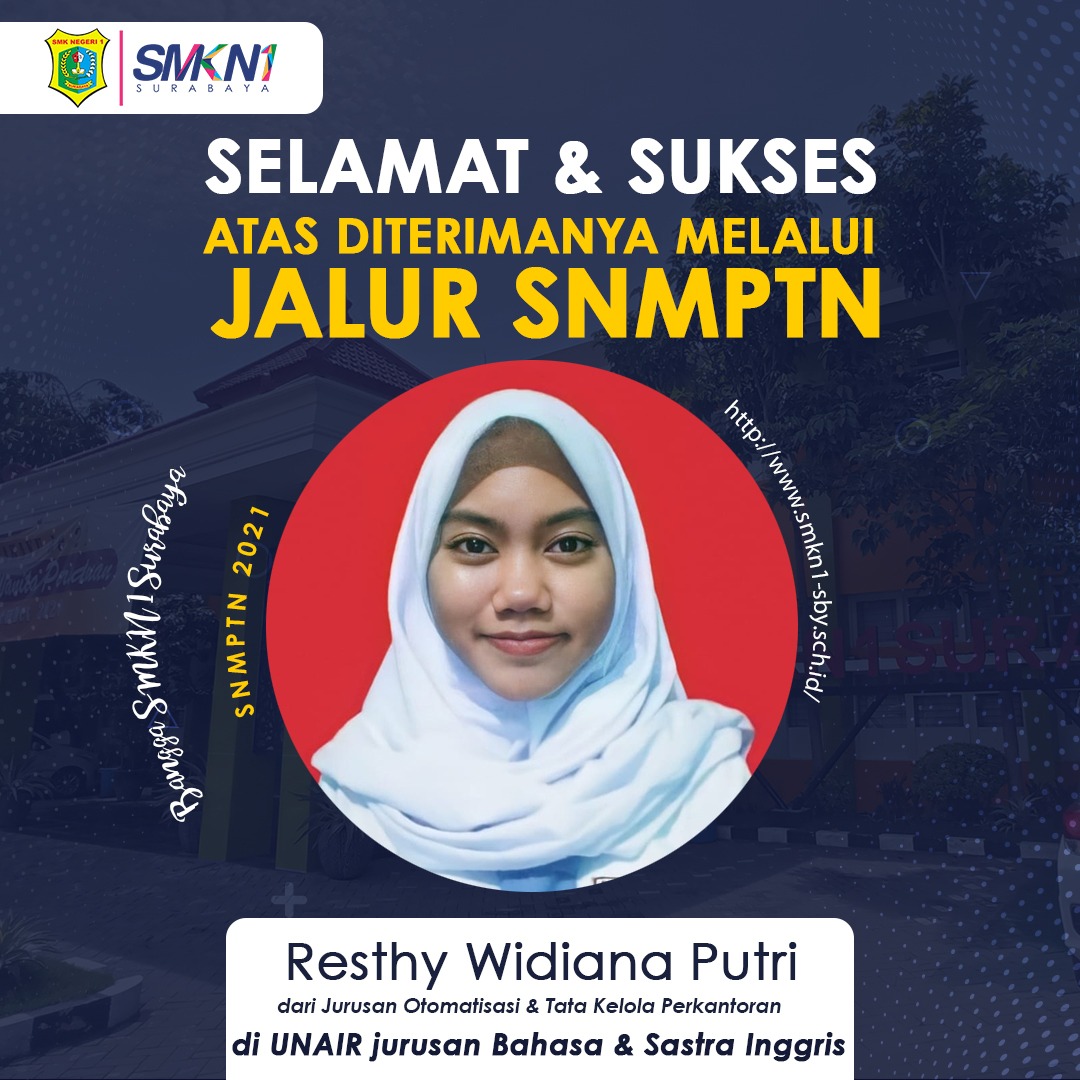 SMK NEGERI 1
SMKN1
SURABAYA
SELAMAT & SUKSES
ATAS DITERIMANYA MELALUI
JALUR SNMPTN
Bangga SMKN 1 Surabaya
SNMPTN 2021
http://www.smkn1-sby.sch.id/
Resthy Widiana Putri
dari Jurusan Otomatisasi & Tata Kelola Perkantoran
di UNAIR jurusan Bahasa & Sastra Inggris